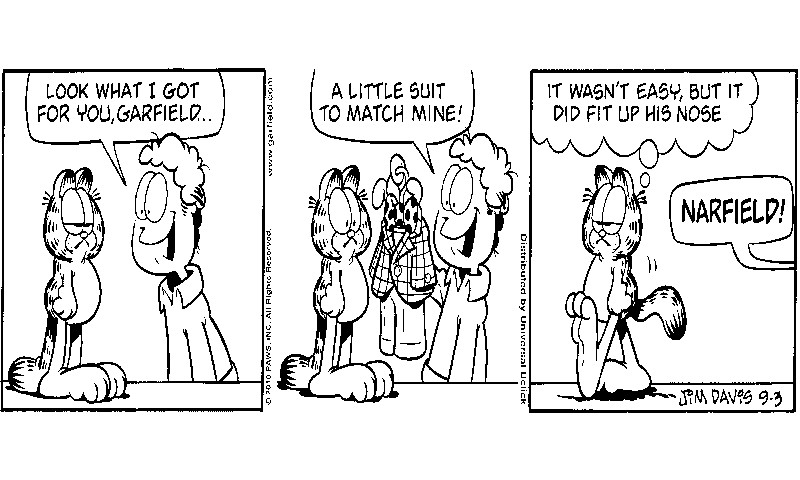 LOOK WHAT I GOT
FOR YOU, GARFIELD...
www.garfield.com
© 2010 PAWS, INC. All Rights Reserved.
A LITTLE SUIT
TO MATCH MINE!
Distributed by Universal Uclick
IT WASN'T EASY, BUT IT
DID FIT UP HIS NOSE
NARFIELD!
JIM DAVIS 9-3